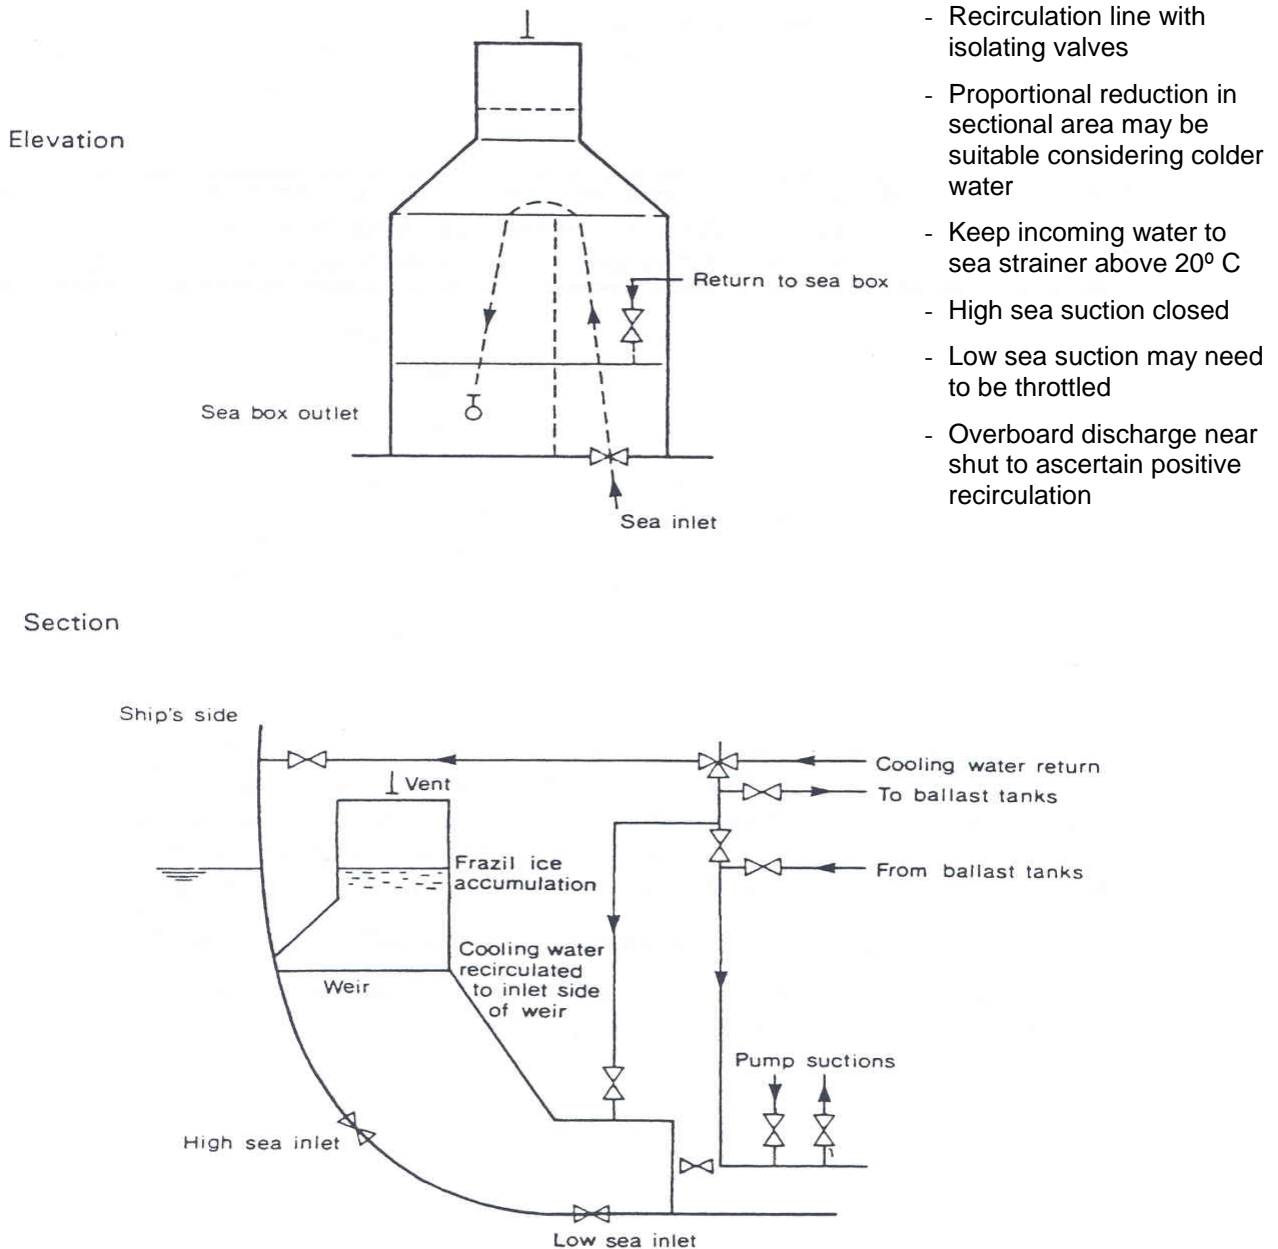 Elevation
Return to sea box
Sea box outlet
Sea inlet
- Recirculation line with
isolating valves
- Proportional reduction in
sectional area may be
suitable considering colder
water
- Keep incoming water to
sea strainer above 20º C
- High sea suction closed
- Low sea suction may need
to be throttled
- Overboard discharge near
shut to ascertain positive
recirculation
Section
Ship's side
Vent
Cooling water return
To ballast tanks
Frazil ice
accumulation
From ballast tanks
Cooling water
recirculated
to inlet side
of weir
Weir
Pump suctions
High sea inlet
Low sea inlet